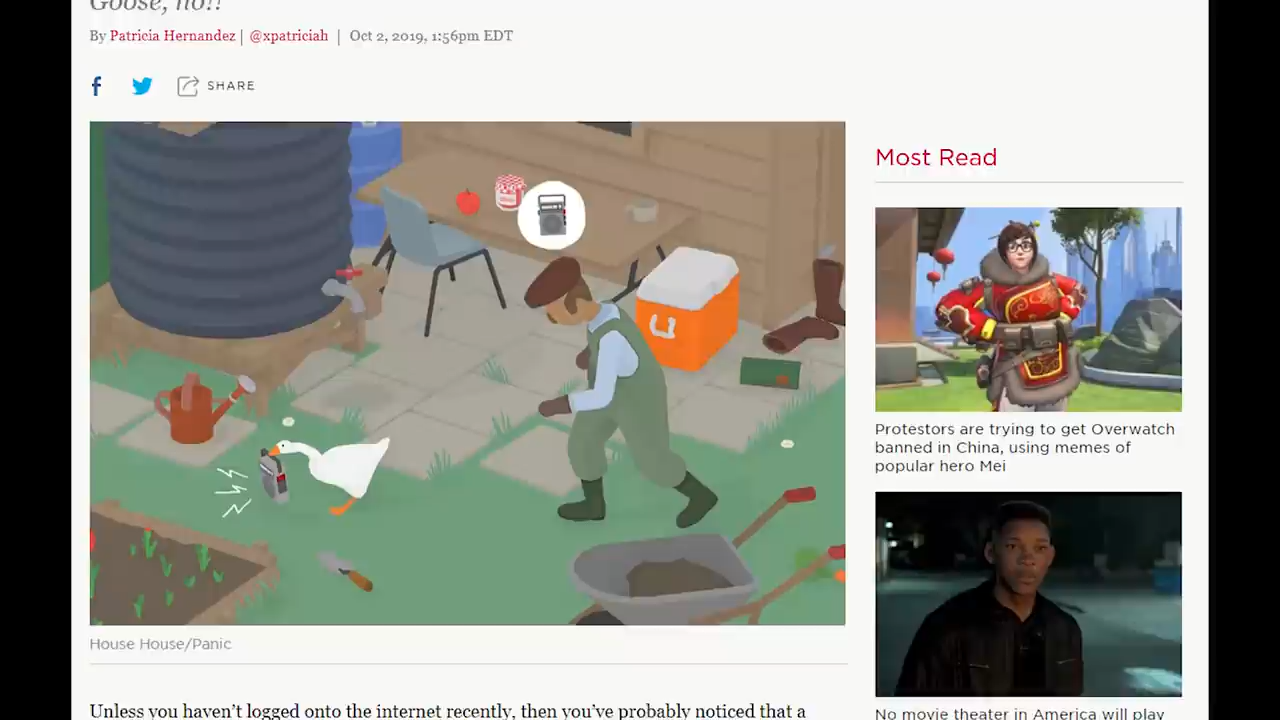 Goose, no!!
By Patricia Hernandez | @xpatriciah | Oct 2, 2019, 1:56pm EDT
SHARE
House House/Panic
Unless you haven’t logged onto the internet recently, then you’ve probably noticed that a
Most Read
Protestors are trying to get Overwatch
banned in China, using memes of
popular hero Mei
No movie theater in America will play